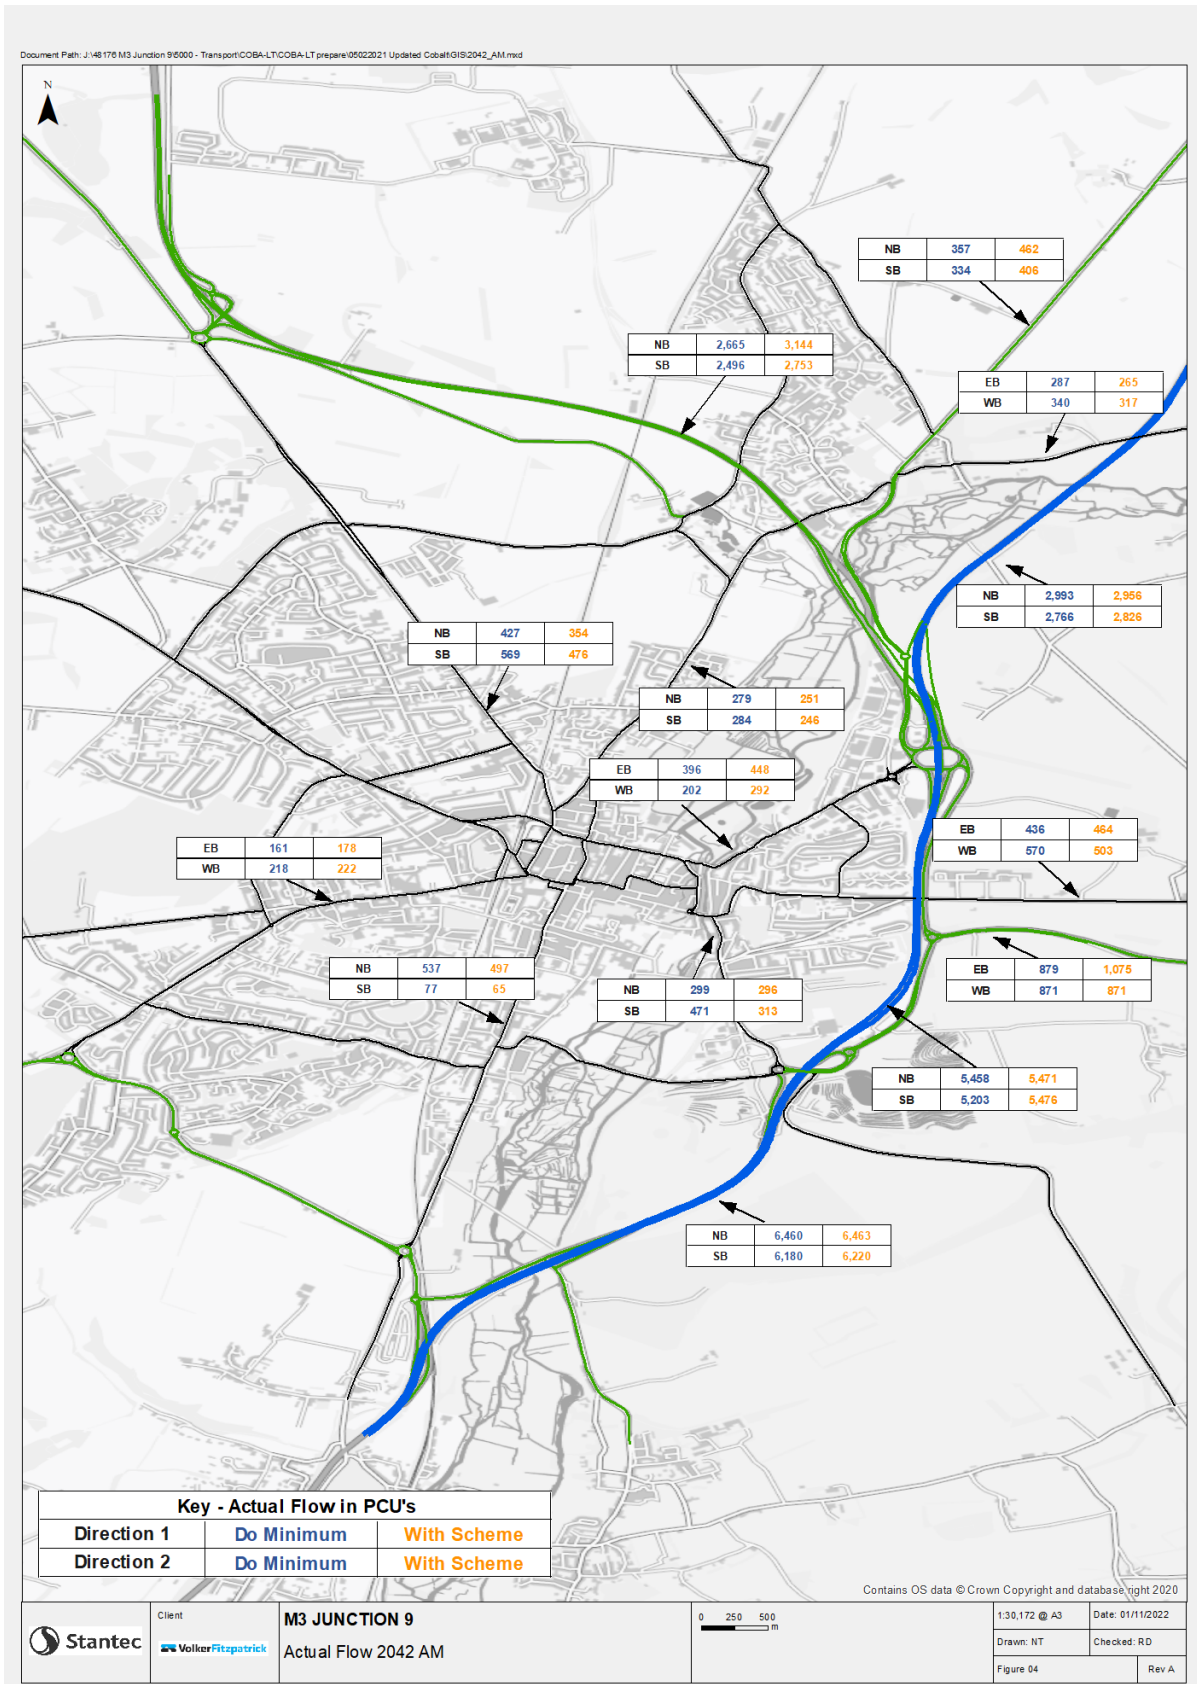 Document Path: J:\48176 M3 Junction 9\5000 - Transport\COBA-LT\COBA-LT prepare\05022021 Updated Cobalt\GIS\2042_AM.mxd
N
NB 357 462
SB 334 406
NB 2,665 3,144
SB 2,496 2,753
EB 287 265
WB 340 317
NB 2,993 2,956
SB 2,766 2,826
NB 427 354
SB 569 476
NB 279 251
SB 284 246
EB 396 448
WB 202 292
EB 436 464
WB 570 503
EB 161 178
WB 218 222
NB 537 497
SB 77 65
EB 879 1,075
WB 871 871
NB 299 296
SB 471 313
NB 5,458 5,471
SB 5,203 5,476
NB 6,460 6,463
SB 6,180 6,220
Key - Actual Flow in PCU's
Direction 1 Do Minimum With Scheme
Direction 2 Do Minimum With Scheme
Contains OS data © Crown Copyright and database right 2020
Stantec
Client
VolkerFitzpatrick
M3 JUNCTION 9
Actual Flow 2042 AM
0 250 500
m
1:30,172 @ A3
Date: 01/11/2022
Drawn: NT
Checked: RD
Figure 04
Rev A